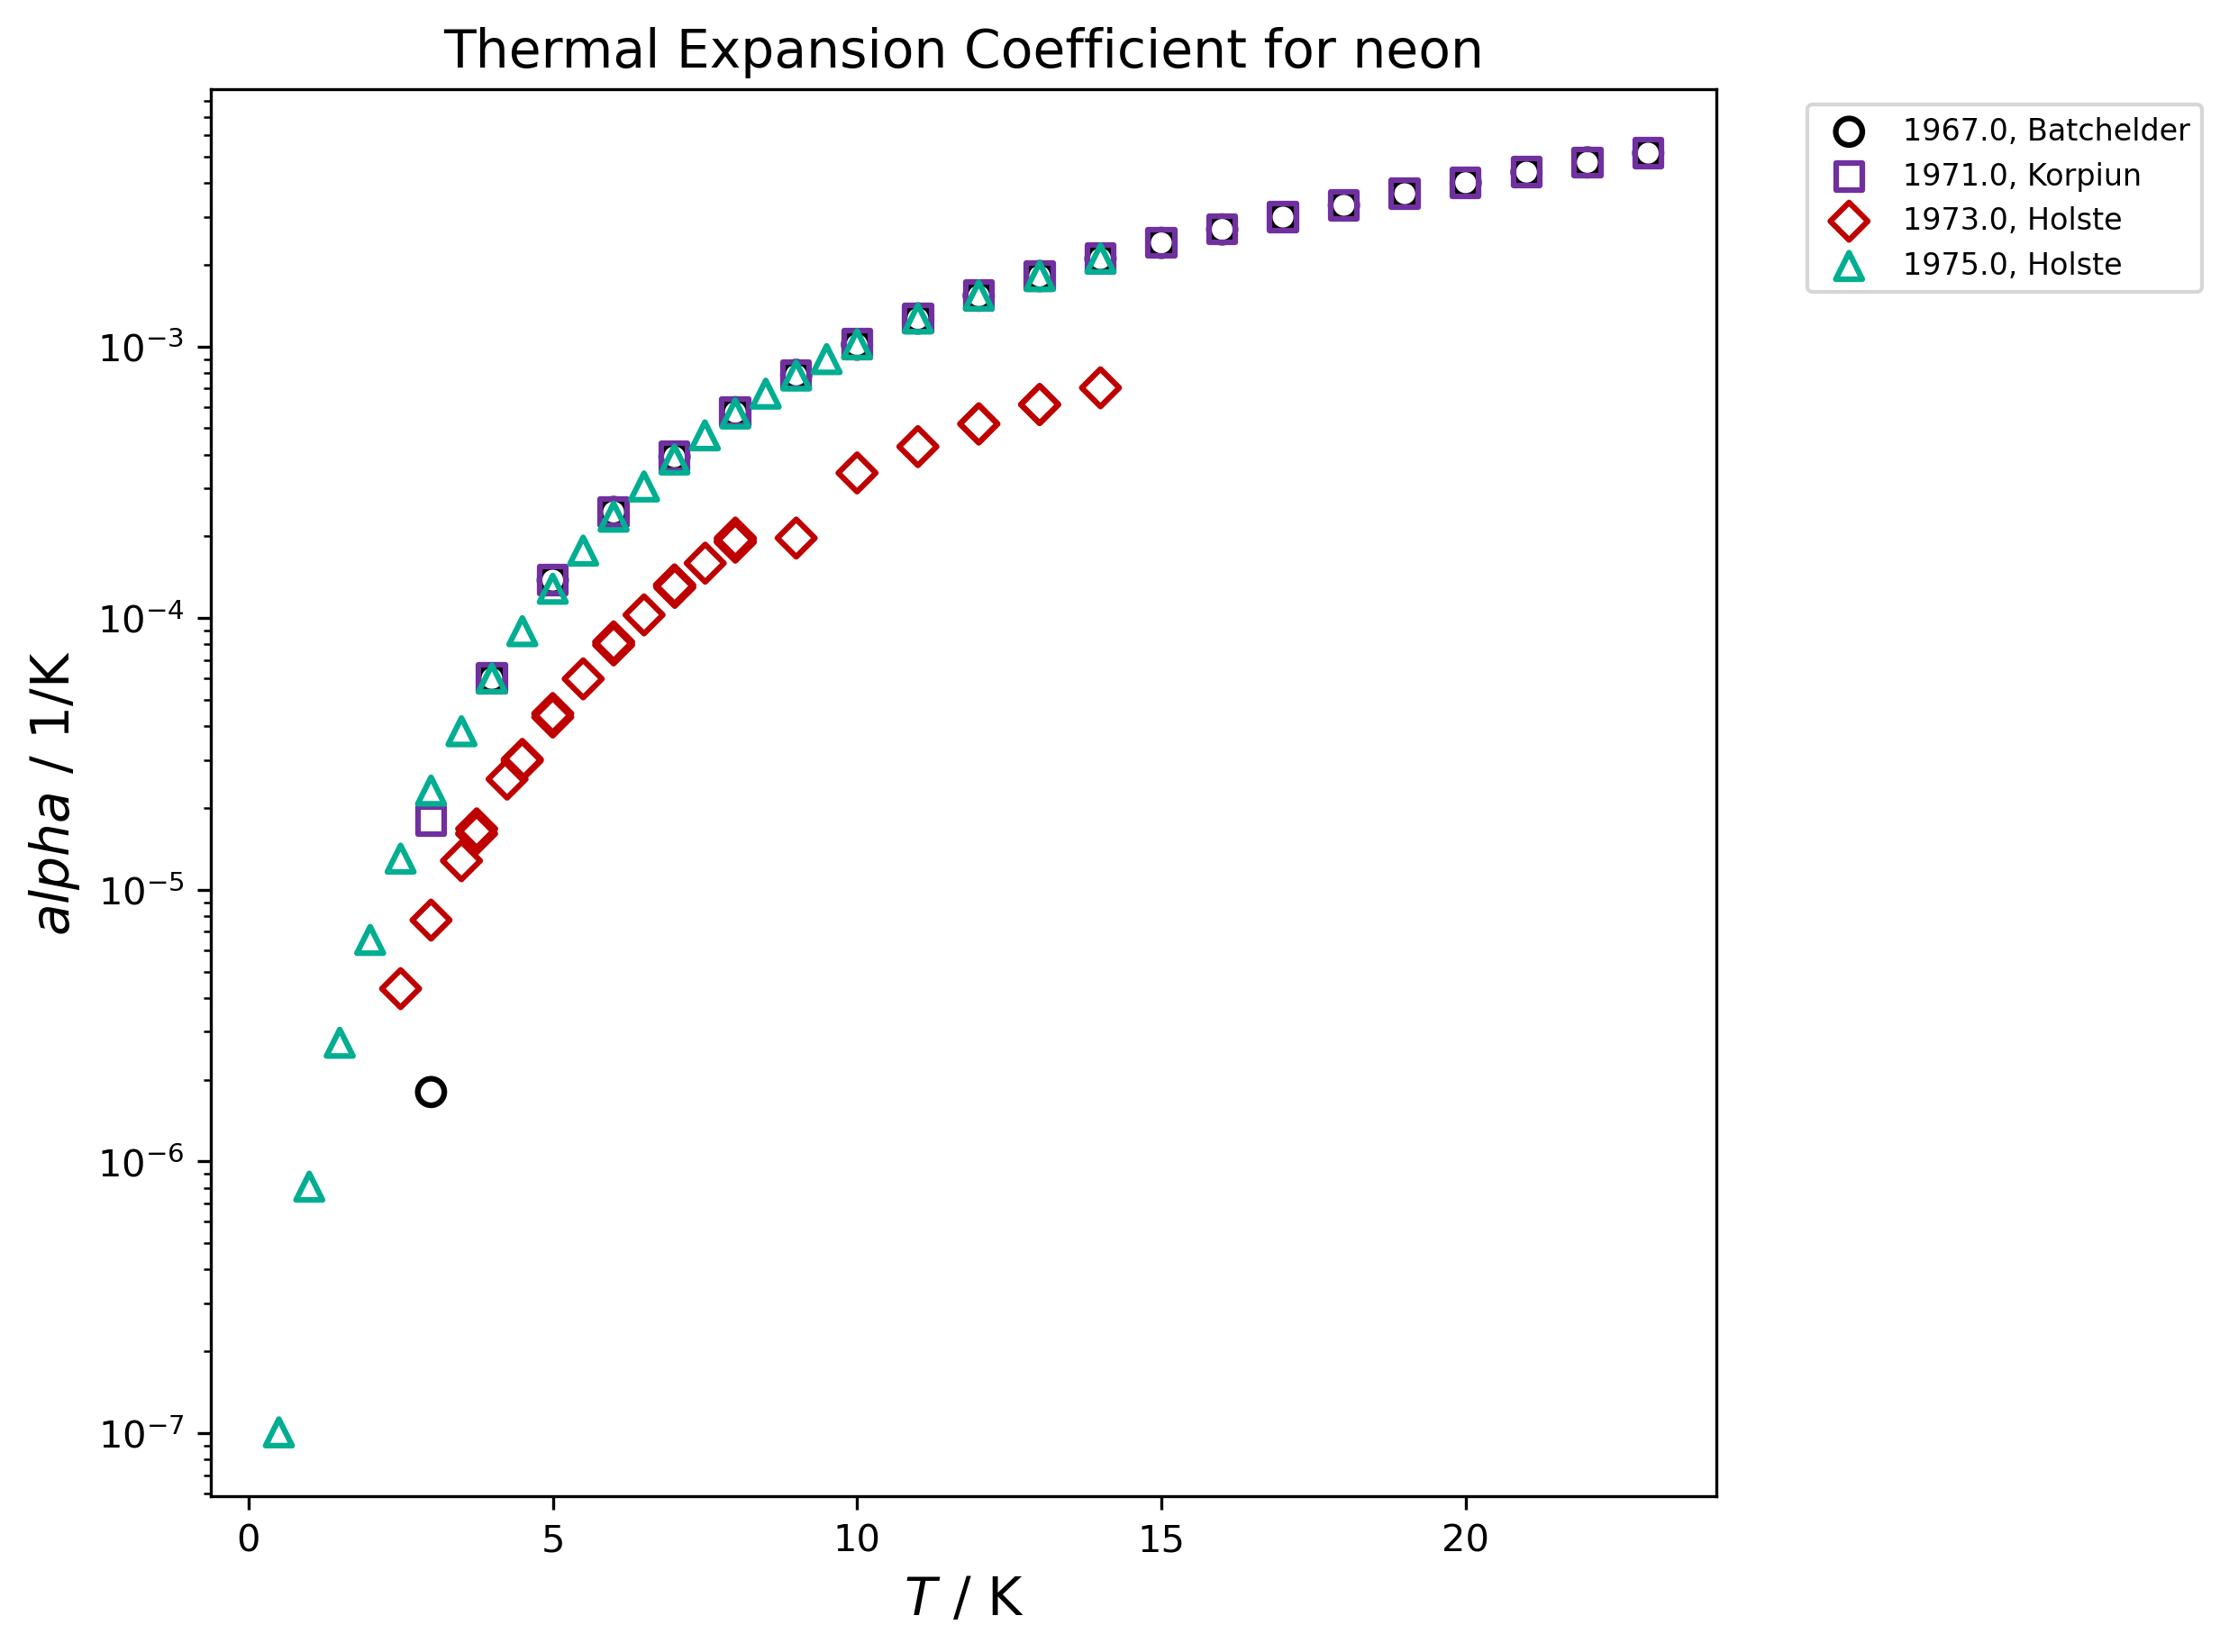 Thermal Expansion Coefficient for neon
1967.0, Batchelder
1971.0, Korpiun
1973.0, Holste
1975.0, Holste
alpha / 1/K
10⁻³
10⁻⁴
10⁻⁵
10⁻⁶
10⁻⁷
0 5 10 15 20
T / K